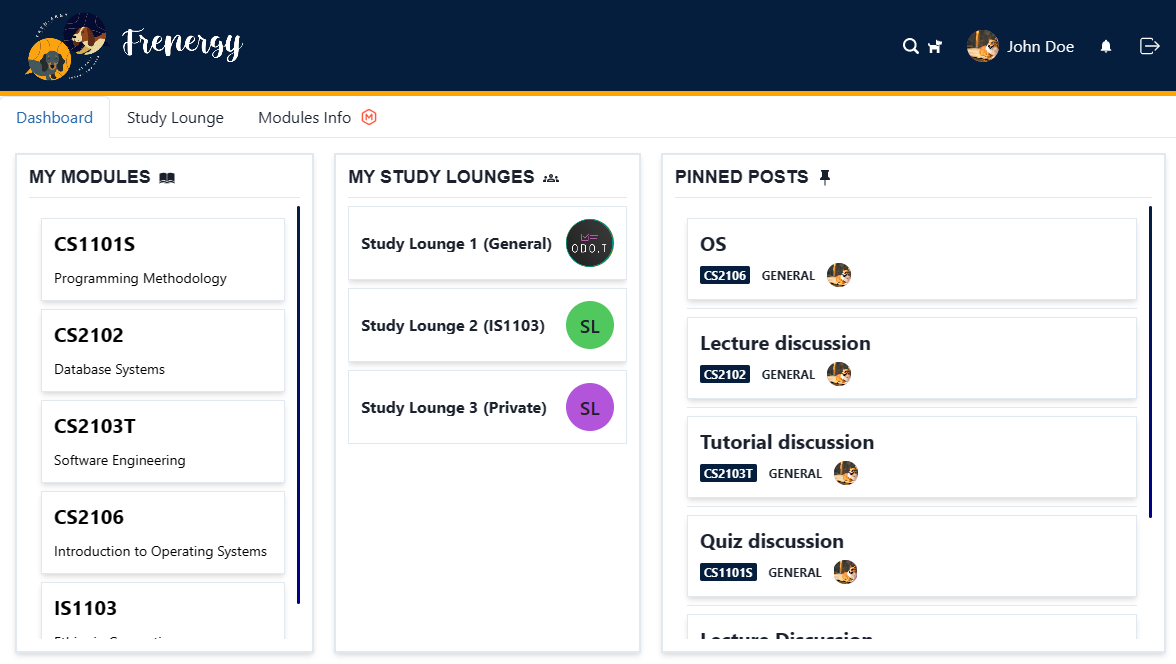 Frenergy
John Doe
Dashboard
Study Lounge
Modules Info
MY MODULES
CS1101S
Programming Methodology
CS2102
Database Systems
CS2103T
Software Engineering
CS2106
Introduction to Operating Systems
IS1103
MY STUDY LOUNGES
Study Lounge 1 (General)
ODO.T
Study Lounge 2 (IS1103)
SL
Study Lounge 3 (Private)
SL
PINNED POSTS
OS
CS2106 GENERAL
Lecture discussion
CS2102 GENERAL
Tutorial discussion
CS2103T GENERAL
Quiz discussion
CS1101S GENERAL
Lecture Discussion